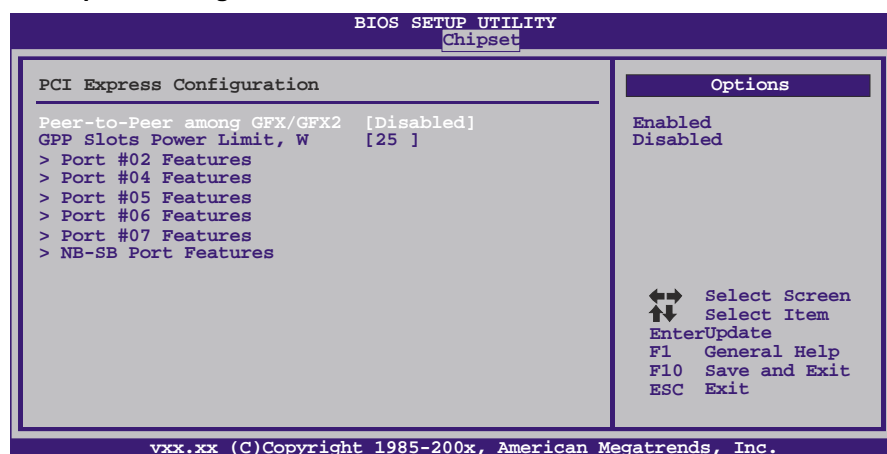 BIOS SETUP UTILITY
Chipset
PCI Express Configuration
Peer-to-Peer among GFX/GFX2 [Disabled]
GPP Slots Power Limit, W [25 ]
> Port #02 Features
> Port #04 Features
> Port #05 Features
> Port #06 Features
> Port #07 Features
> NB-SB Port Features
Options
Enabled
Disabled
Select Screen
Select Item
EnterUpdate
F1 General Help
F10 Save and Exit
ESC Exit
vxx.xx (C)Copyright 1985-200x, American Megatrends, Inc.